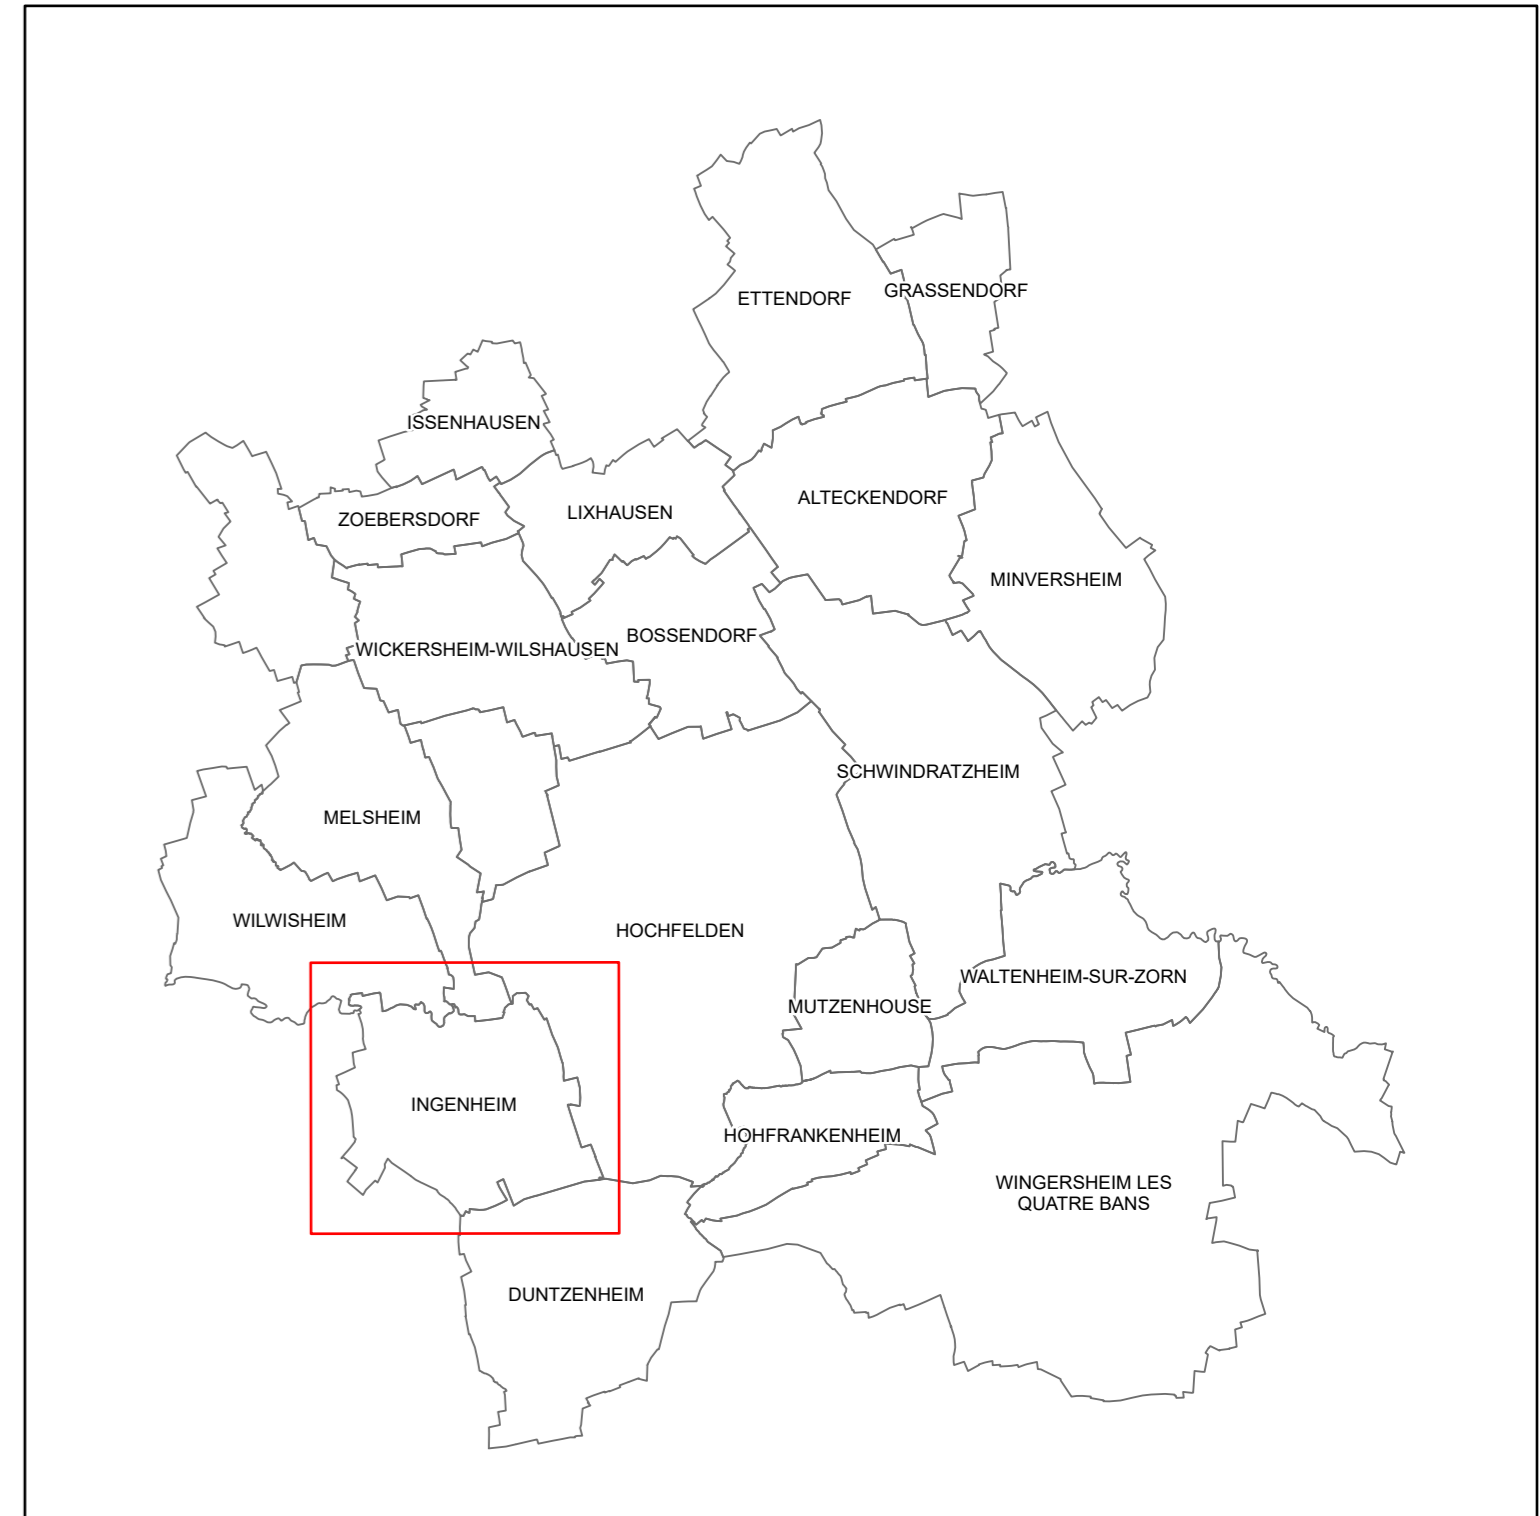 GRASSENDORF
ETTENDORF
ISSENHAUSEN
ALTECKENDORF
LIXHAUSEN
ZOEBERSDORF
MINVERSHEIM
BOSSENDORF
WICKERSHEIM-WILSHAUSEN
SCHWINDRATZHEIM
MELSHEIM
WILWISHEIM
HOCHFELDEN
WALTENHEIM-SUR-ZORN
MUTZENHOUSE
INGENHEIM
HOHFRANKENHEIM
WINGERSHEIM LES
QUATRE BANS
DUNTZENHEIM